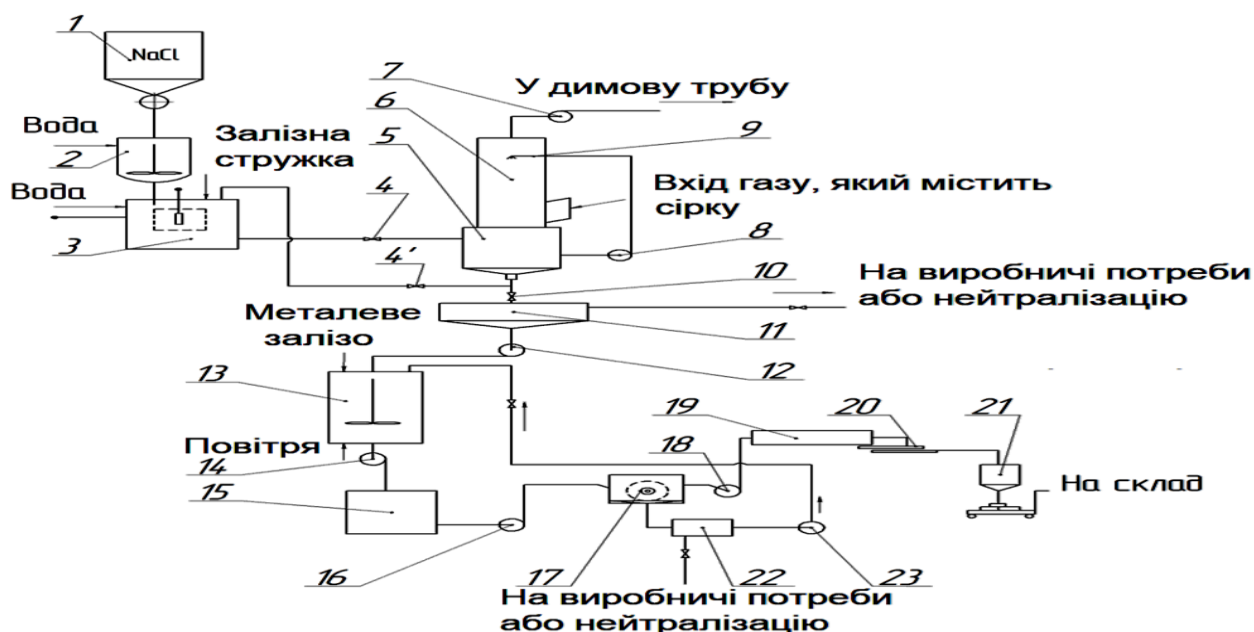 1
NaCl
Вода
2
Вода
3
Залізна
стружка
4
4'
5
6
7
У димову трубу
9
Вхід газу, який містить
сірку
8
10
На виробничі потреби
або нейтралізацію
11
12
Металеве
залізо
13
Повітря
14
15
16
17
18
19
20
21
На склад
22
23
На виробничі потреби
або нейтралізацію